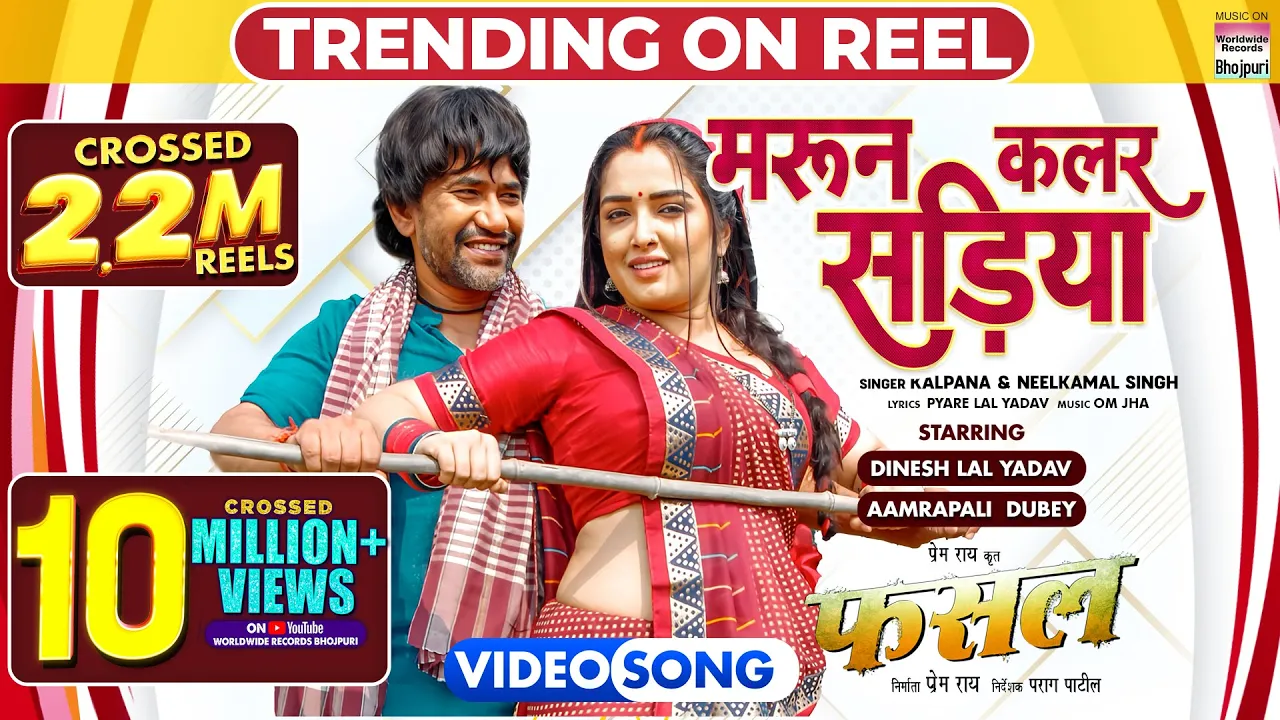 TRENDING ON REEL
MUSIC ON
Worldwide
Records
Bhojpuri
CROSSED
2.2M
REELS
मरून कलर
सड़िया
SINGER KALPANA & NEELKAMAL SINGH
LYRICS PYARE LAL YADAV MUSIC OM JHA
STARRING
DINESH LAL YADAV
AAMRAPALI DUBEY
प्रेम राय कृत
फसल
निर्माता प्रेम राय निर्देशक पराग पाटील
10
CROSSED
MILLION+
VIEWS
ON YouTube
WORLDWIDE RECORDS BHOJPURI
VIDEO SONG